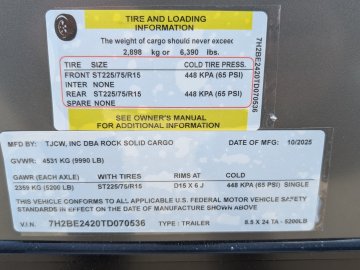 TIRE AND LOADING
INFORMATION
The weight of cargo should never exceed
2,898 kg or 6,390 lbs.
TIRE SIZE COLD TIRE PRESS.
FRONT ST225/75/R15 448 KPA (65 PSI)
INTER NONE
REAR ST225/75/R15 448 KPA (65 PSI)
SPARE NONE
SEE OWNER'S MANUAL
FOR ADDITIONAL INFORMATION
7H2BE2420TD070536
MFD BY: TJCW, INC DBA ROCK SOLID CARGO DATE OF MFG: 10/2025
GVWR: 4531 KG (9990 LB)
GAWR (EACH AXLE) WITH TIRES RIMS AT COLD
2359 KG (5200 LB) ST225/75/R15 D15 X 6 J 448 KPA (65 PSI) SINGLE
THIS VEHICLE CONFORMS TO ALL APPLICABLE U.S. FEDERAL MOTOR VEHICLE SAFETY
STANDARDS IN EFFECT ON THE DATE OF MANUFACTURE SHOWN ABOVE
V.I.N. 7H2BE2420TD070536 TYPE : TRAILER 8.5 X 24 TA - 5200LB